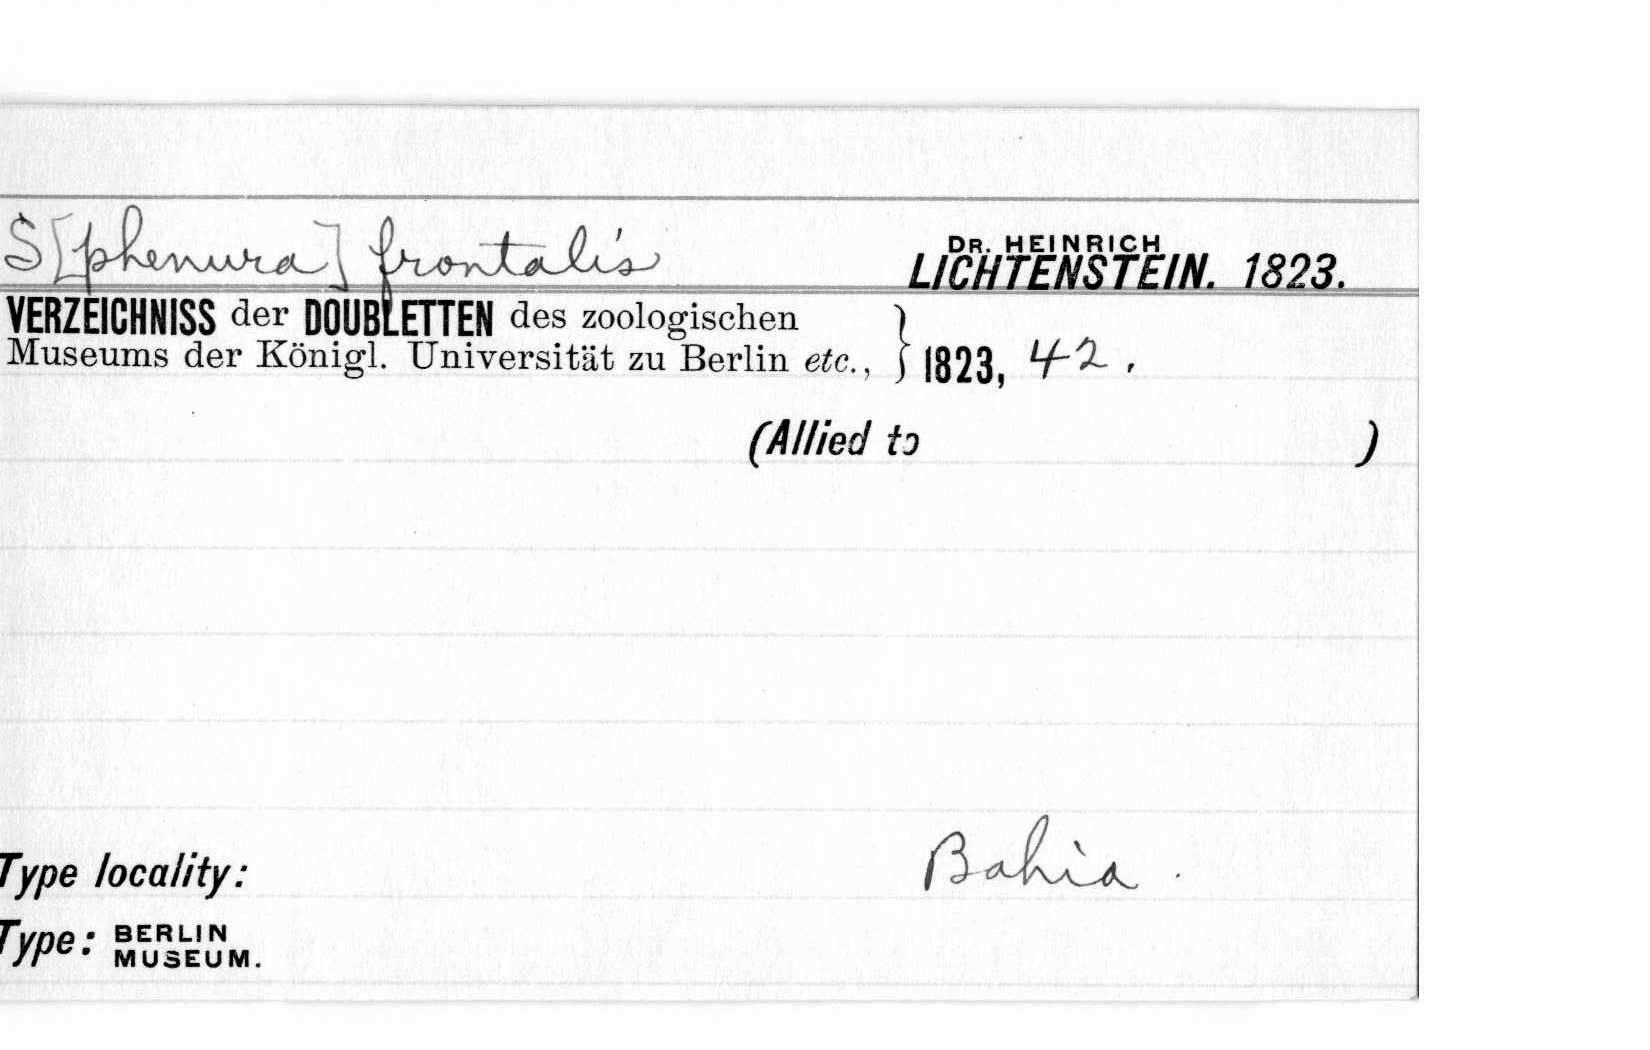 S[phenura] frontalis
DR. HEINRICH
LICHTENSTEIN. 1823.
VERZEICHNISS der DOUBLETTEN des zoologischen
Museums der Königl. Universität zu Berlin etc., } 1823, 42.
(Allied to )
Bahia.
Type locality:
Type: BERLIN
MUSEUM.